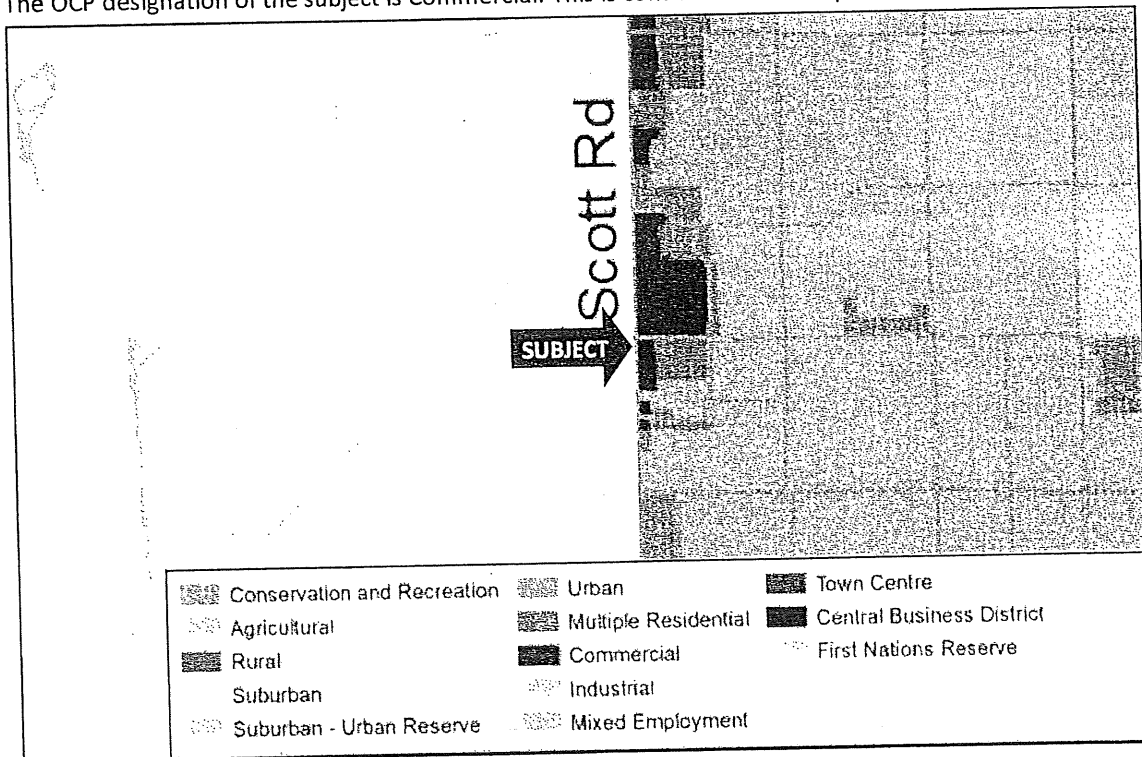 The OCP designation of the subject is Commercial. This is
Scott Rd
SUBJECT
Conservation and Recreation
Agricultural
Rural
Suburban
Suburban - Urban Reserve
Urban
Multiple Residential
Commercial
Industrial
Mixed Employment
Town Centre
Central Business District
First Nations Reserve